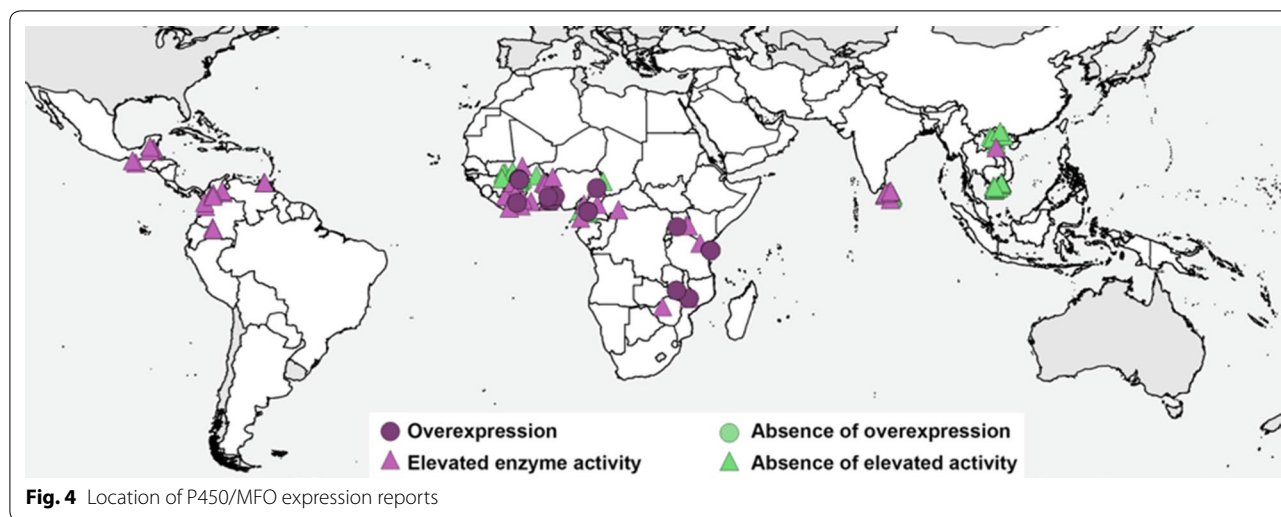 Overexpression
Absence of overexpression
Elevated enzyme activity
Absence of elevated activity
Fig. 4 Location of P450/MFO expression reports